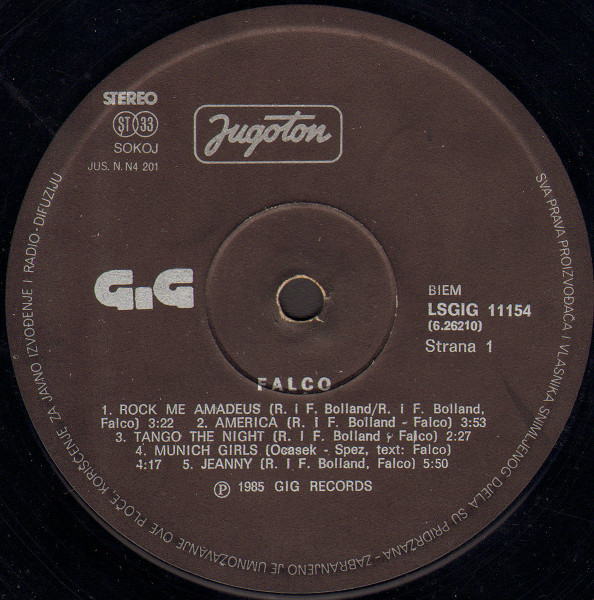 STEREO
ST 33
SOKOJ
JUS. N. N4 201
Jugoton
GiG
BIEM
LSGIG 11154
(6.26210)
Strana 1
FALCO
1. ROCK ME AMADEUS (R. I F. Bolland/R. I F. Bolland,
Falco) 3:22 2. AMERICA (R. I F. Bolland - Falco) 3:53
3. TANGO THE NIGHT (R. I F. Bolland - Falco) 2:27
4. MUNICH GIRLS (Ocasek - Spez, text: Falco)
4:17 5. JEANNY (R. I F. Bolland, Falco) 5:50
Ⓟ 1985 GIG RECORDS
SVA PRAVA PROIZVOĐAČA I VLASNIKA SNIMLJENOG DJELA SU PRIDRŽANA - ZABRANJENO JE UMNOŽAVANJE OVE PLOČE, KORIŠĆENJE ZA JAVNO IZVOĐENJE I RADIO-DIFUZIJU